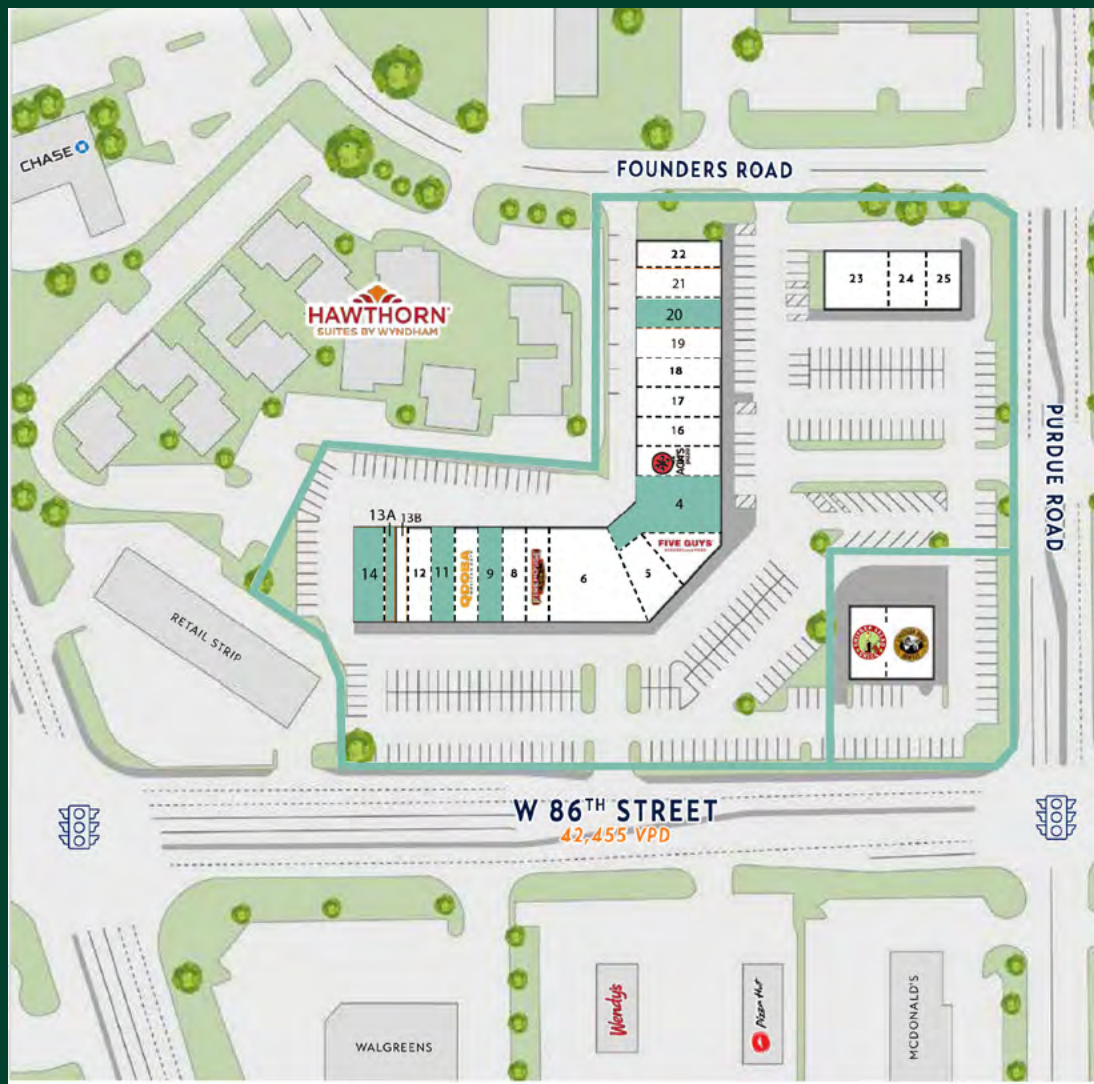 CHASE
FOUNDERS ROAD
HAWTHORN
SUITES BY WYNDHAM
22
21
20
19
18
17
16
23
24
25
4
FIVE GUYS
5
6
8
9
QDOBA
11
12
13A
13B
14
PURDUE ROAD
RETAIL STRIP
W 86TH STREET
42,455 VPD
WALGREENS
Wendy's
Pizza Hut
MCDONALD'S